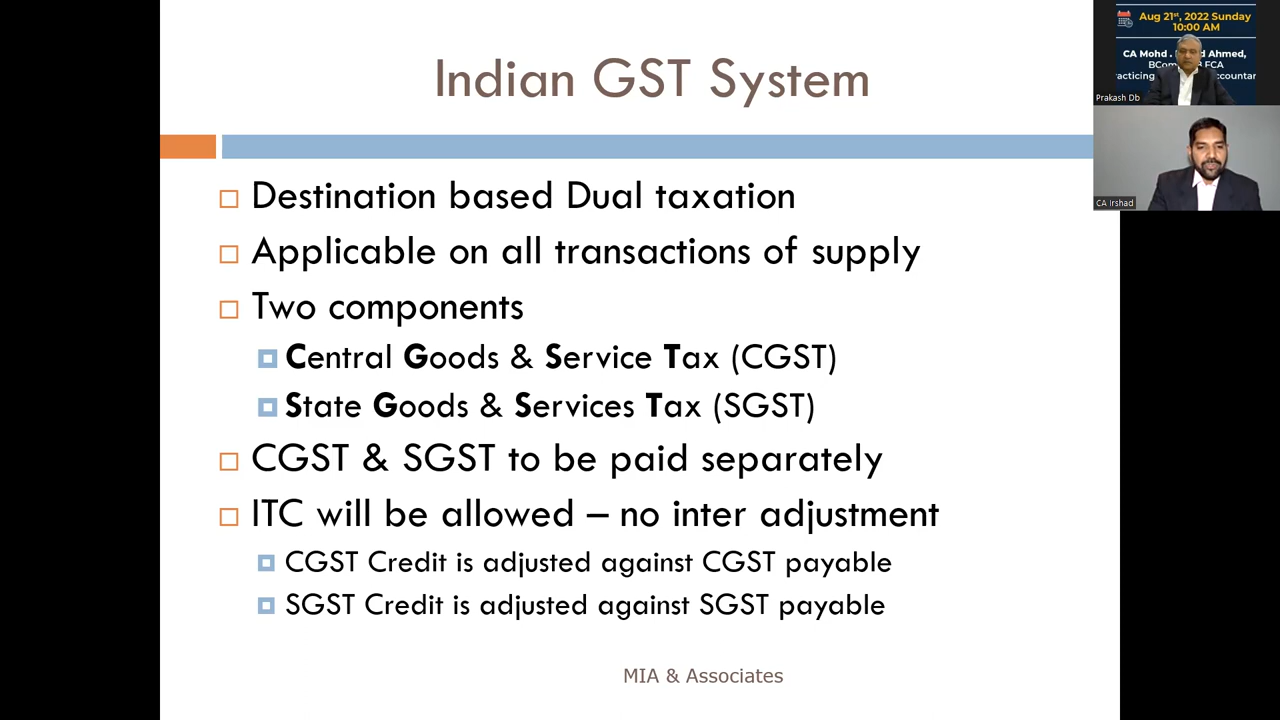 Indian GST System
Destination based Dual taxation
Applicable on all transactions of supply
Two components
Central Goods & Service Tax (CGST)
State Goods & Services Tax (SGST)
CGST & SGST to be paid separately
ITC will be allowed – no inter adjustment
CGST Credit is adjusted against CGST payable
SGST Credit is adjusted against SGST payable
MIA & Associates
Aug 21st, 2022 Sunday
10:00 AM
CA Mohd . Ahmed,
FCA
Prakash Db
CA Irshad